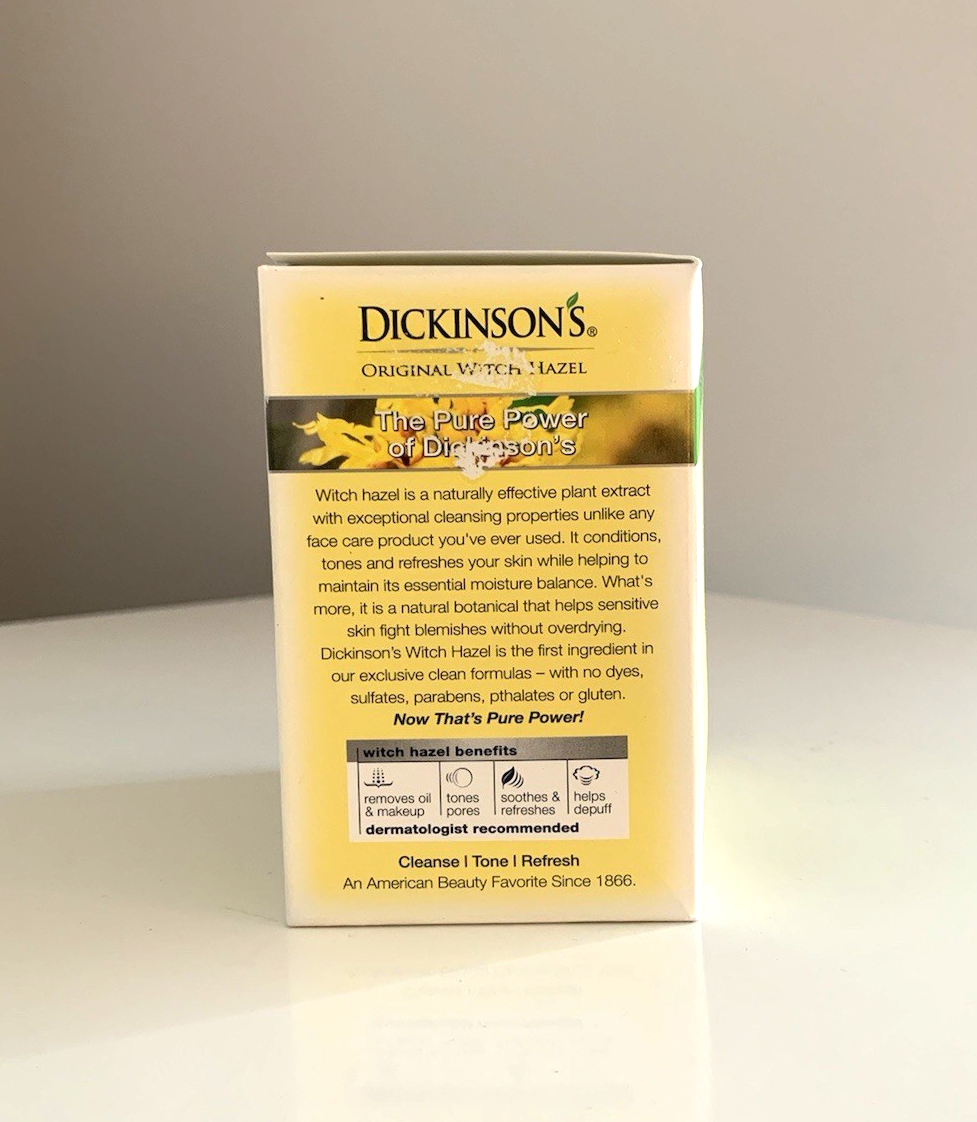 DICKINSON'S®
ORIGINAL WITCH HAZEL
The Pure Power
of Dickinson's
Witch hazel is a naturally effective plant extract
with exceptional cleansing properties unlike any
face care product you've ever used. It conditions,
tones and refreshes your skin while helping to
maintain its essential moisture balance. What's
more, it is a natural botanical that helps sensitive
skin fight blemishes without overdrying.
Dickinson's Witch Hazel is the first ingredient in
our exclusive clean formulas – with no dyes,
sulfates, parabens, pthalates or gluten.
Now That's Pure Power!
witch hazel benefits
removes oil
& makeup
tones
pores
soothes &
refreshes
helps
depuff
dermatologist recommended
Cleanse | Tone | Refresh
An American Beauty Favorite Since 1866.